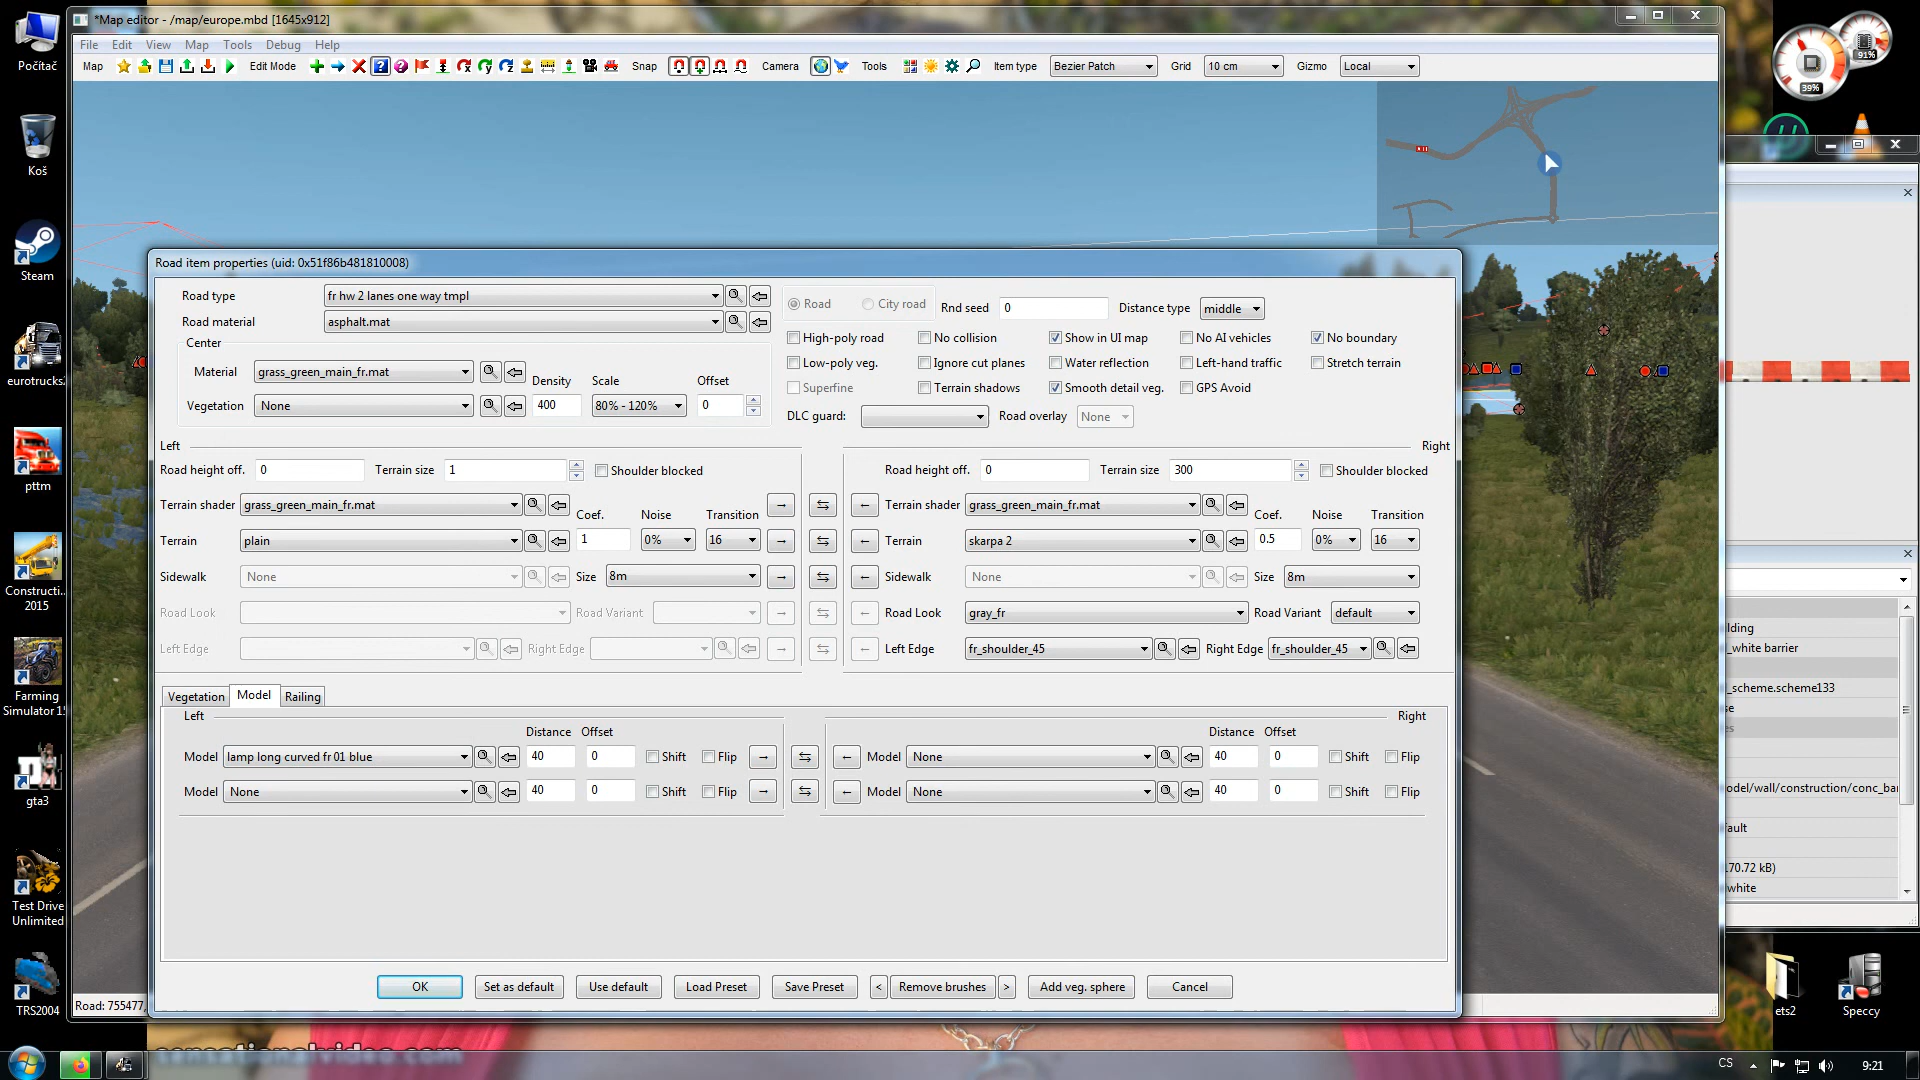 *Map editor - /map/europe.mbd [1645x912]
File Edit View Map Tools Debug Help
Map Edit Mode Snap Camera Tools Item type Bezier Patch Grid 10 cm Gizmo Local
Počítač
Koš
Steam
eurotrucks2
pttm
Constructi... 2015
Farming Simulator 15
gta3
Test Drive Unlimited
TRS2004
39%
91%
Road item properties (uid: 0x51f86b481810008)
Road type fr hw 2 lanes one way tmpl
Road material asphalt.mat
Center
Material grass_green_main_fr.mat Density Scale Offset
Vegetation None 400 80% - 120% 0
Road City road Rnd seed 0 Distance type middle
High-poly road No collision Show in UI map No AI vehicles No boundary
Low-poly veg. Ignore cut planes Water reflection Left-hand traffic Stretch terrain
Superfine Terrain shadows Smooth detail veg. GPS Avoid
DLC guard: Road overlay None
Left Right
Road height off. 0 Terrain size 1 Shoulder blocked Road height off. 0 Terrain size 300 Shoulder blocked
Terrain shader grass_green_main_fr.mat Coef. Noise Transition → ⇆ ← Terrain shader grass_green_main_fr.mat Coef. Noise Transition
Terrain plain 1 0% 16 → ⇆ ← Terrain skarpa 2 0.5 0% 16
Sidewalk None Size 8m → ⇆ ← Sidewalk None Size 8m
Road Look Road Variant → ⇆ ← Road Look gray_fr Road Variant default
Left Edge Right Edge → ⇆ ← Left Edge fr_shoulder_45 Right Edge fr_shoulder_45
Vegetation Model Railing
Left Right
Distance Offset Distance Offset
Model lamp long curved fr 01 blue 40 0 Shift Flip → ⇆ ← Model None 40 0 Shift Flip
Model None 40 0 Shift Flip → ⇆ ← Model None 40 0 Shift Flip
OK Set as default Use default Load Preset Save Preset < Remove brushes > Add veg. sphere Cancel
Road: 755477,
lding
_white barrier
l_scheme.scheme133
se
es
odel/wall/construction/conc_bar
fault
70.72 kB)
white
ets2
Speccy
CS 9:21